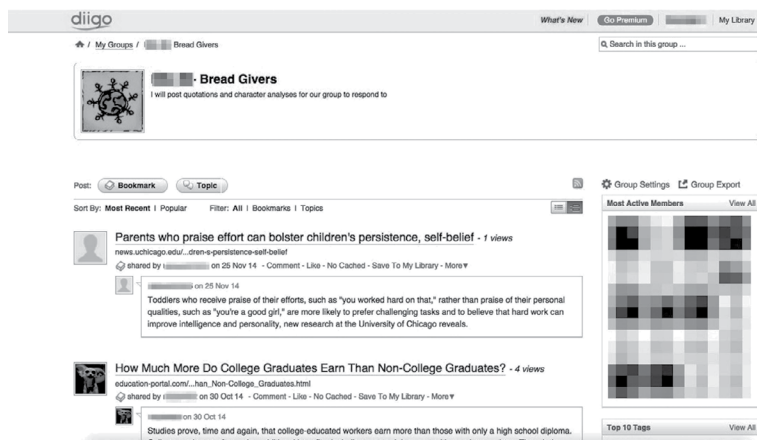 diigo
What's New Go Premium My Library
/ My Groups / Bread Givers
Search in this group ...
- Bread Givers
I will post quotations and character analyses for our group to respond to
Post: Bookmark Topic
Group Settings Group Export
Sort By: Most Recent I Popular Filter: All I Bookmarks I Topics
Most Active Members View All
Parents who praise effort can bolster children's persistence, self-belief - 1 views
news.uchicago.edu/...dren-s-persistence-self-belief
shared by on 25 Nov 14 - Comment - Like - No Cached - Save To My Library - More▼
on 25 Nov 14
Toddlers who receive praise of their efforts, such as "you worked hard on that," rather than praise of their personal
qualities, such as "you're a good girl," are more likely to prefer challenging tasks and to believe that hard work can
improve intelligence and personality, new research at the University of Chicago reveals.
How Much More Do College Graduates Earn Than Non-College Graduates? - 4 views
education-portal.com/...han_Non-College_Graduates.html
shared by on 30 Oct 14 - Comment - Like - No Cached - Save To My Library - More▼
on 30 Oct 14
Studies prove, time and again, that college-educated workers earn more than those with only a high school diploma.
Top 10 Tags View All